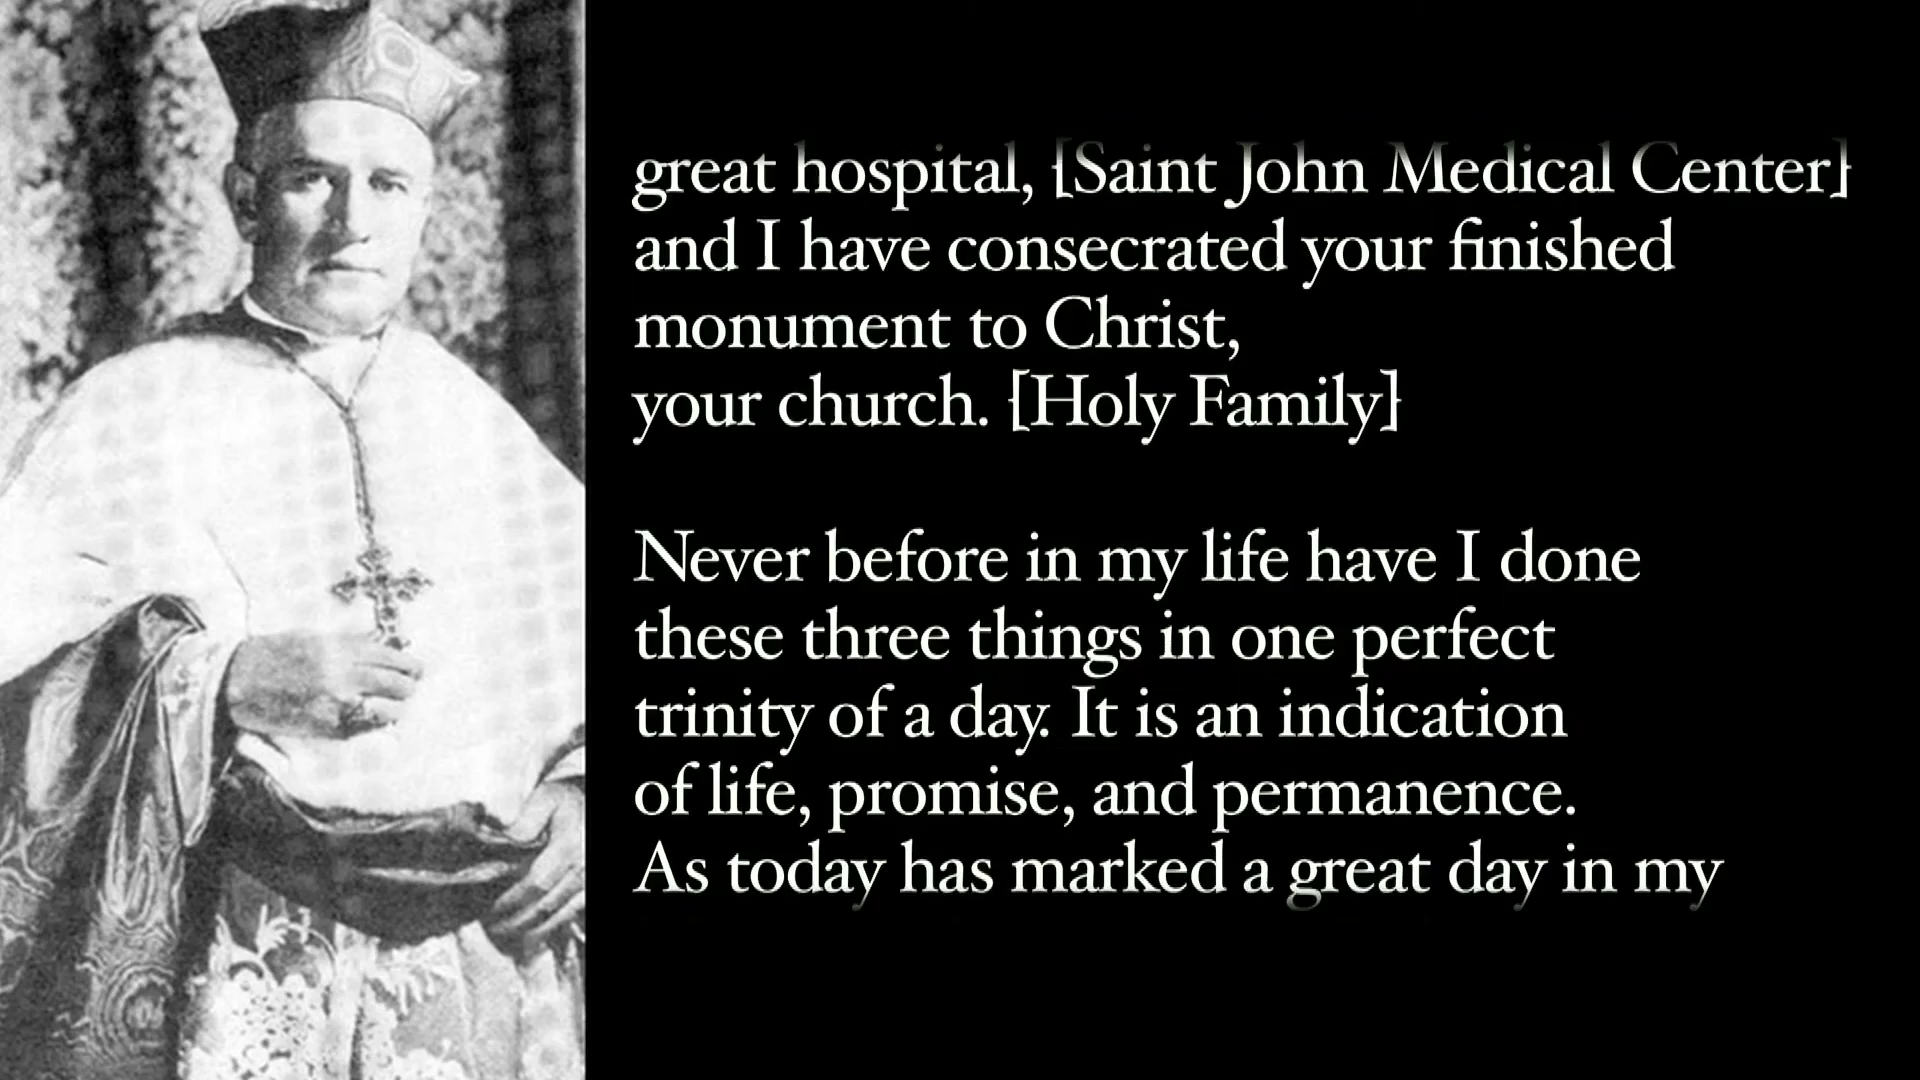 great hospital, [Saint John Medical Center]
and I have consecrated your finished
monument to Christ,
your church. [Holy Family]
Never before in my life have I done
these three things in one perfect
trinity of a day. It is an indication
of life, promise, and permanence.
As today has marked a great day in my